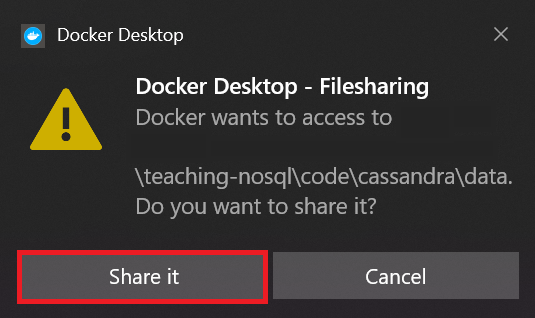 Docker Desktop
Docker Desktop - Filesharing
Docker wants to access to
\teaching-nosql\code\cassandra\data.
Do you want to share it?
Share it
Cancel